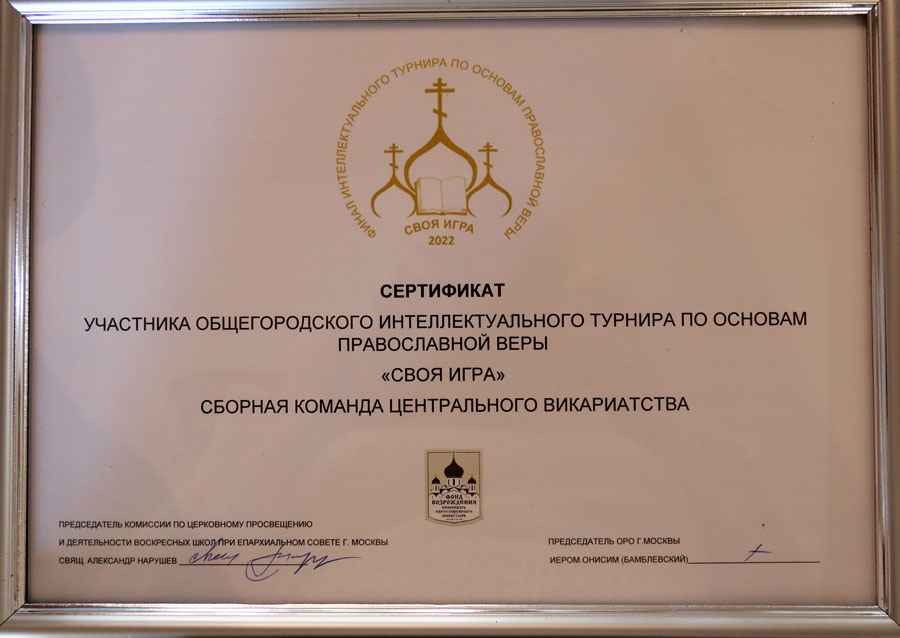 ФИНАЛ ИНТЕЛЛЕКТУАЛЬНОГО ТУРНИРА ПО ОСНОВАМ ПРАВОСЛАВНОЙ ВЕРЫ
СВОЯ ИГРА
2022
СЕРТИФИКАТ
УЧАСТНИКА ОБЩЕГОРОДСКОГО ИНТЕЛЛЕКТУАЛЬНОГО ТУРНИРА ПО ОСНОВАМ
ПРАВОСЛАВНОЙ ВЕРЫ
«СВОЯ ИГРА»
СБОРНАЯ КОМАНДА ЦЕНТРАЛЬНОГО ВИКАРИАТСТВА
ФОНД
ВОЗРОЖДЕНИЯ
ПРЕДСЕДАТЕЛЬ КОМИССИИ ПО ЦЕРКОВНОМУ ПРОСВЕЩЕНИЮ
И ДЕЯТЕЛЬНОСТИ ВОСКРЕСНЫХ ШКОЛ ПРИ ЕПАРХИАЛЬНОМ СОВЕТЕ Г. МОСКВЫ
СВЯЩ. АЛЕКСАНДР НАРУШЕВ
ПРЕДСЕДАТЕЛЬ ОРО Г.МОСКВЫ
ИЕРОМ.ОНИСИМ (БАМБЛЕВСКИЙ)